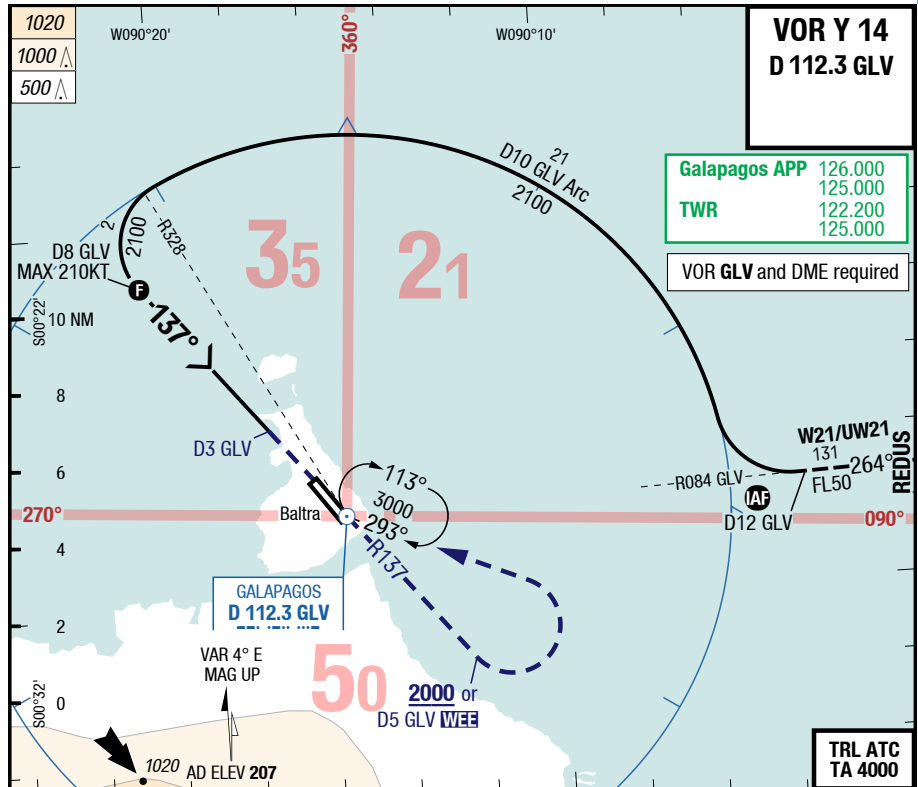 1020
1000
500
W090°20'
360°
W090°10'
VOR Y 14
D 112.3 GLV
Galapagos APP 126.000
125.000
TWR 122.200
125.000
VOR GLV and DME required
21
D10 GLV Arc
2100
2
2100
R328
D8 GLV
MAX 210KT
F
137°
35
21
S00°22'
10 NM
8
6
4
2
0
S00°32'
D3 GLV
W21/UW21
131
264°
FL50
REDUS
R084 GLV
IAF
D12 GLV
270°
090°
Baltra
113°
3000
293°
R137
GALAPAGOS
D 112.3 GLV
VAR 4° E
MAG UP
50
2000 or
D5 GLV WEE
1020
AD ELEV 207
TRL ATC
TA 4000